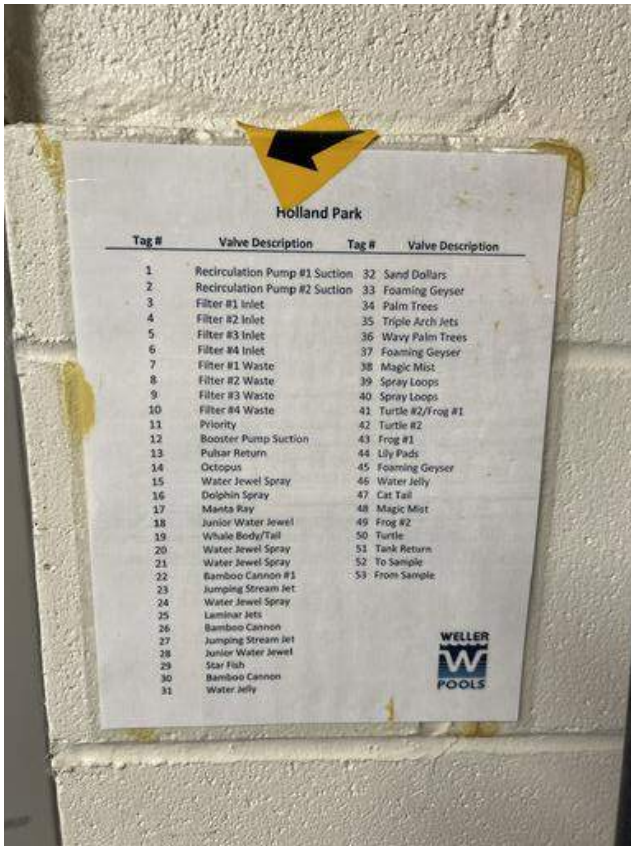 Holland Park
Tag # Valve Description Tag # Valve Description
1 Recirculation Pump #1 Suction 32 Sand Dollars
2 Recirculation Pump #2 Suction 33 Foaming Geyser
3 Filter #1 Inlet 34 Palm Trees
4 Filter #2 Inlet 35 Triple Arch Jets
5 Filter #3 Inlet 36 Wavy Palm Trees
6 Filter #4 Inlet 37 Foaming Geyser
7 Filter #1 Waste 38 Magic Mist
8 Filter #2 Waste 39 Spray Loops
9 Filter #3 Waste 40 Spray Loops
10 Filter #4 Waste 41 Turtle #2/Frog #1
11 Priority 42 Turtle #2
12 Booster Pump Suction 43 Frog #1
13 Pulsar Return 44 Lily Pads
14 Octopus 45 Foaming Geyser
15 Water Jewel Spray 46 Water Jelly
16 Dolphin Spray 47 Cat Tail
17 Manta Ray 48 Magic Mist
18 Junior Water Jewel 49 Frog #2
19 Whale Body/Tail 50 Turtle
20 Water Jewel Spray 51 Tank Return
21 Water Jewel Spray 52 To Sample
22 Bamboo Cannon #1 53 From Sample
23 Jumping Stream Jet
24 Water Jewel Spray
25 Laminar Jets
26 Bamboo Cannon
27 Jumping Stream Jet
28 Junior Water Jewel
29 Star Fish
30 Bamboo Cannon
31 Water Jelly
WELLER
W
POOLS